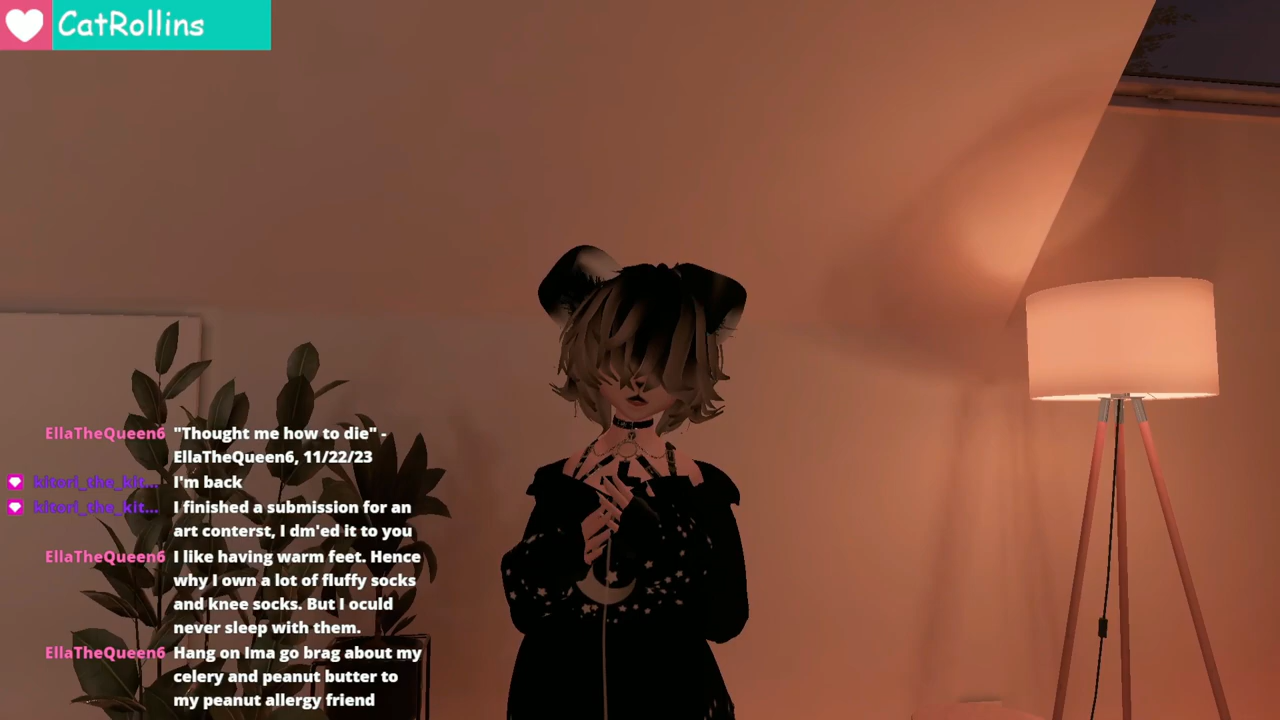 CatRollins
EllaTheQueen6 "Thought me how to die" -
EllaTheQueen6, 11/22/23
kitori_the_kit... I'm back
kitori_the_kit... I finished a submission for an
art conterst, I dm'ed it to you
EllaTheQueen6 I like having warm feet. Hence
why I own a lot of fluffy socks
and knee socks. But I oculd
never sleep with them.
EllaTheQueen6 Hang on Ima go brag about my
celery and peanut butter to
my peanut allergy friend